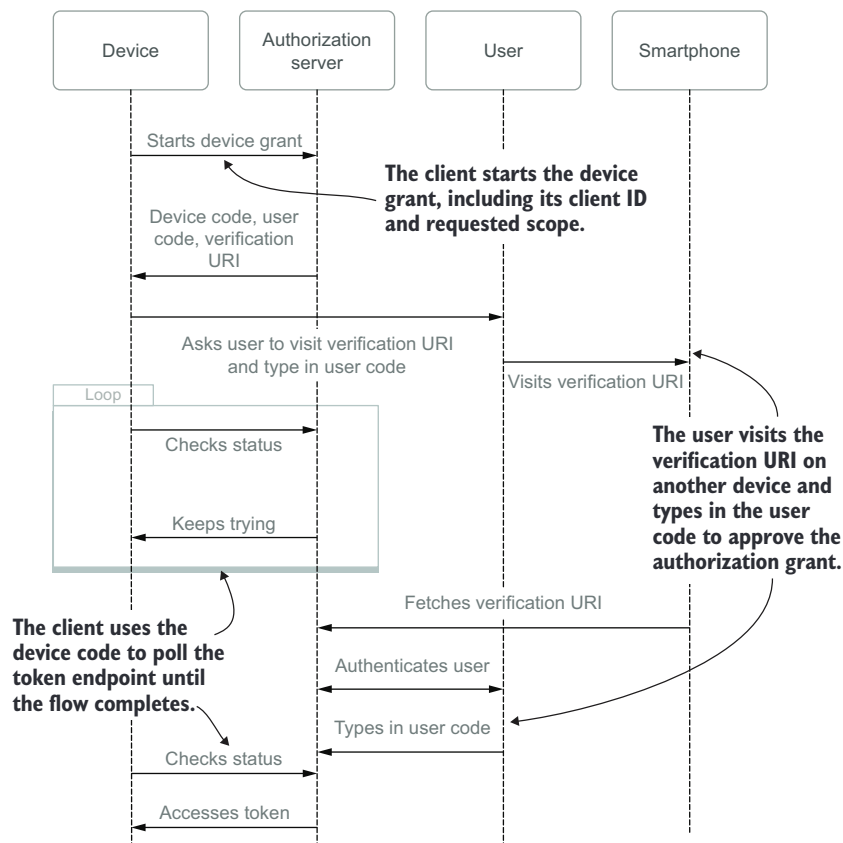 Device
Authorization
server
User
Smartphone
Starts device grant
The client starts the device
grant, including its client ID
and requested scope.
Device code, user
code, verification
URI
Asks user to visit verification URI
and type in user code
Visits verification URI
Loop
Checks status
Keeps trying
The user visits the
verification URI on
another device and
types in the user
code to approve the
authorization grant.
Fetches verification URI
The client uses the
device code to poll the
token endpoint until
the flow completes.
Authenticates user
Types in user code
Checks status
Accesses token